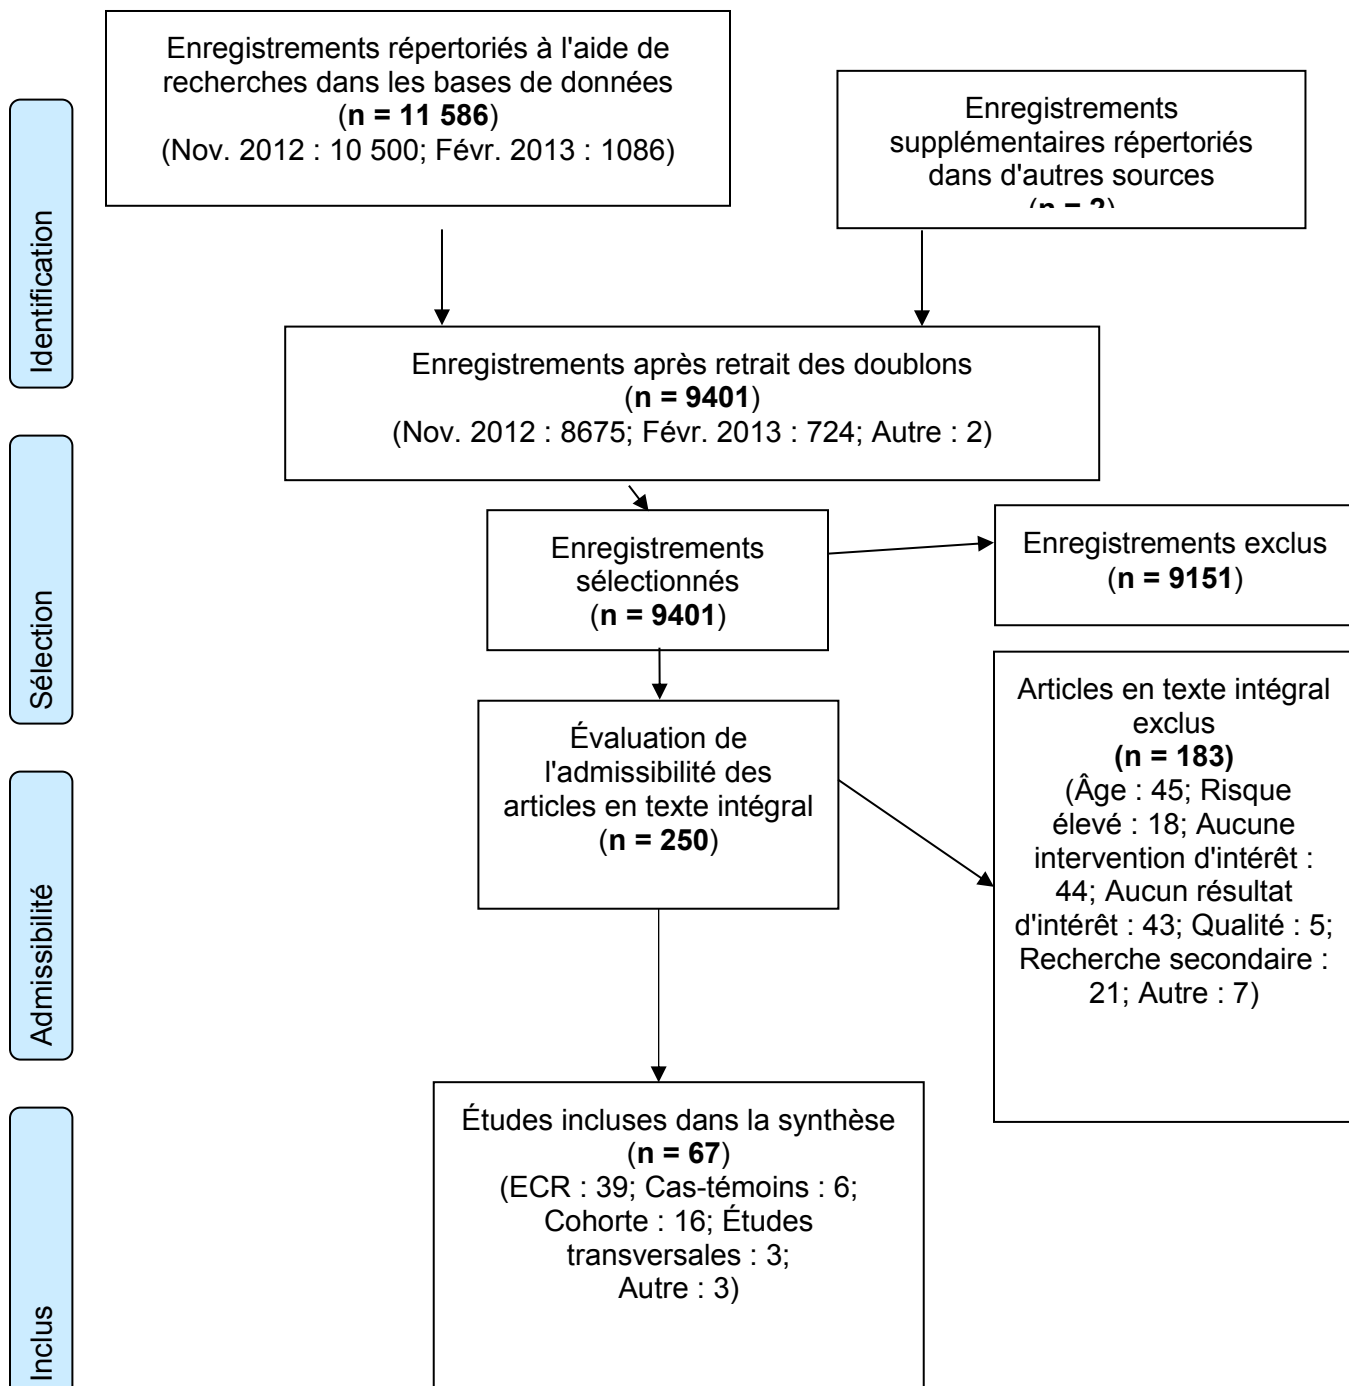 Enregistrements répertoriés à l'aide de
recherches dans les bases de données
(n = 11 586)
(Nov. 2012 : 10 500; Févr. 2013 : 1086)
Enregistrements
supplémentaires répertoriés
dans d'autres sources
(n = 2)
Identification
Enregistrements après retrait des doublons
(n = 9401)
(Nov. 2012 : 8675; Févr. 2013 : 724; Autre : 2)
Sélection
Enregistrements
sélectionnés
(n = 9401)
Enregistrements exclus
(n = 9151)
Admissibilité
Évaluation de
l'admissibilité des
articles en texte intégral
(n = 250)
Articles en texte intégral
exclus
(n = 183)
(Âge : 45; Risque
élevé : 18; Aucune
intervention d'intérêt :
44; Aucun résultat
d'intérêt : 43; Qualité : 5;
Recherche secondaire :
21; Autre : 7)
Inclus
Études incluses dans la synthèse
(n = 67)
(ECR : 39; Cas-témoins : 6;
Cohorte : 16; Études
transversales : 3;
Autre : 3)